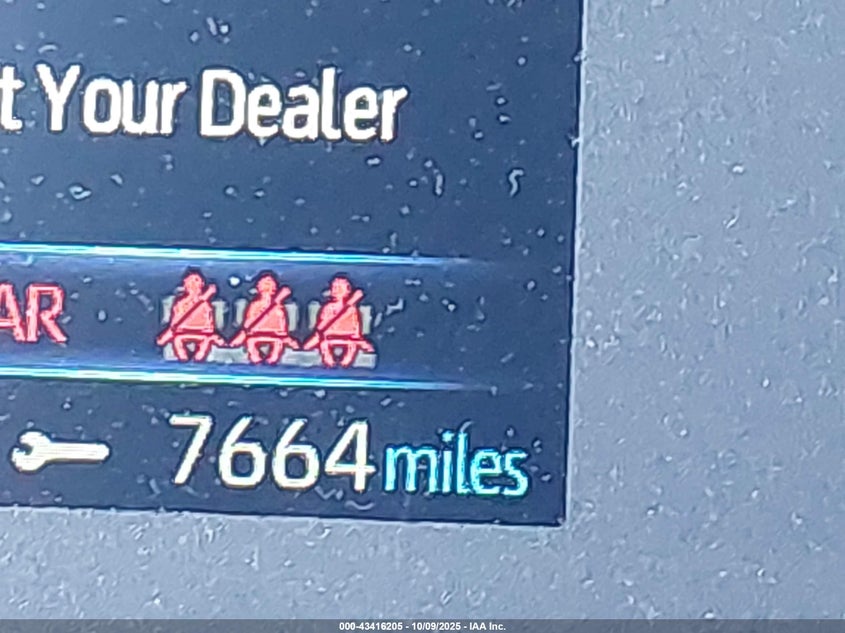 t Your Dealer
AR
7664 miles
000-43416205 - 10/09/2025 - IAA Inc.